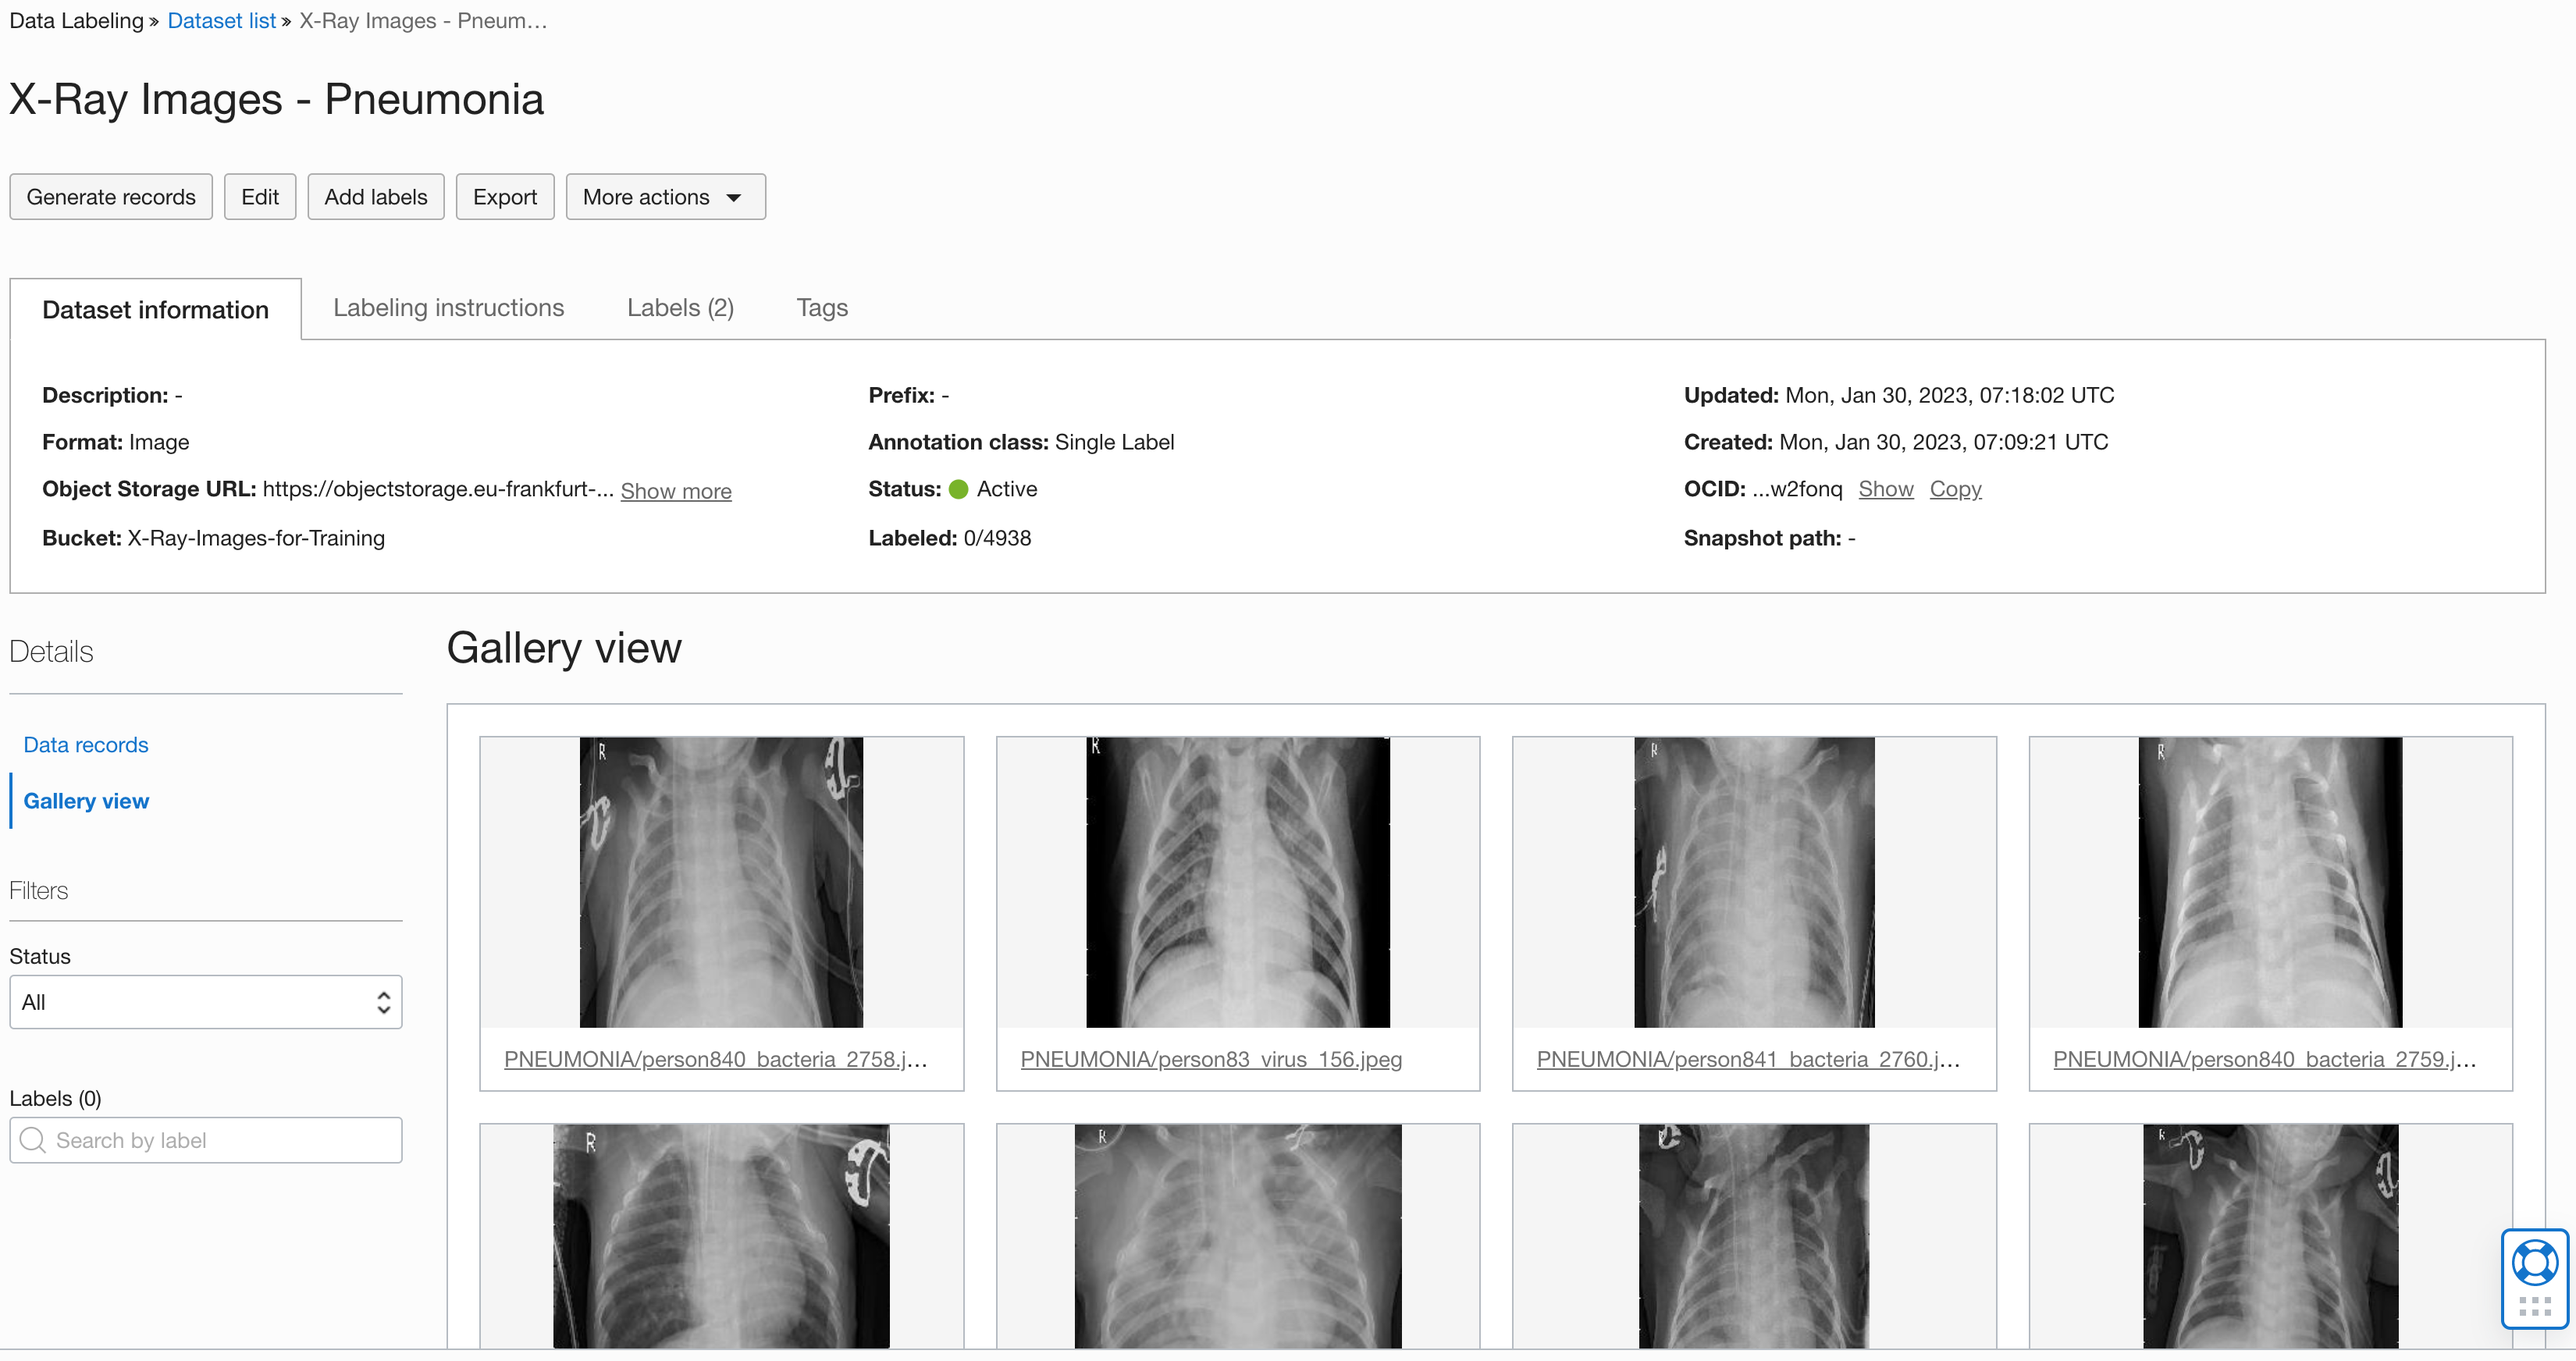 Data Labeling » Dataset list » X-Ray Images - Pneum...
X-Ray Images - Pneumonia
Generate records Edit Add labels Export More actions
Dataset information Labeling instructions Labels (2) Tags
Description: - Prefix: - Updated: Mon, Jan 30, 2023, 07:18:02 UTC
Format: Image Annotation class: Single Label Created: Mon, Jan 30, 2023, 07:09:21 UTC
Object Storage URL: https://objectstorage.eu-frankfurt-... Show more Status: Active OCID: ...w2fonq Show Copy
Bucket: X-Ray-Images-for-Training Labeled: 0/4938 Snapshot path: -
Details
Data records
Gallery view
Filters
Status
All
Labels (0)
Search by label
Gallery view
R R R R
PNEUMONIA/person840_bacteria_2758.j... PNEUMONIA/person83_virus_156.jpeg PNEUMONIA/person841_bacteria_2760.j... PNEUMONIA/person840_bacteria_2759.j...
R R R